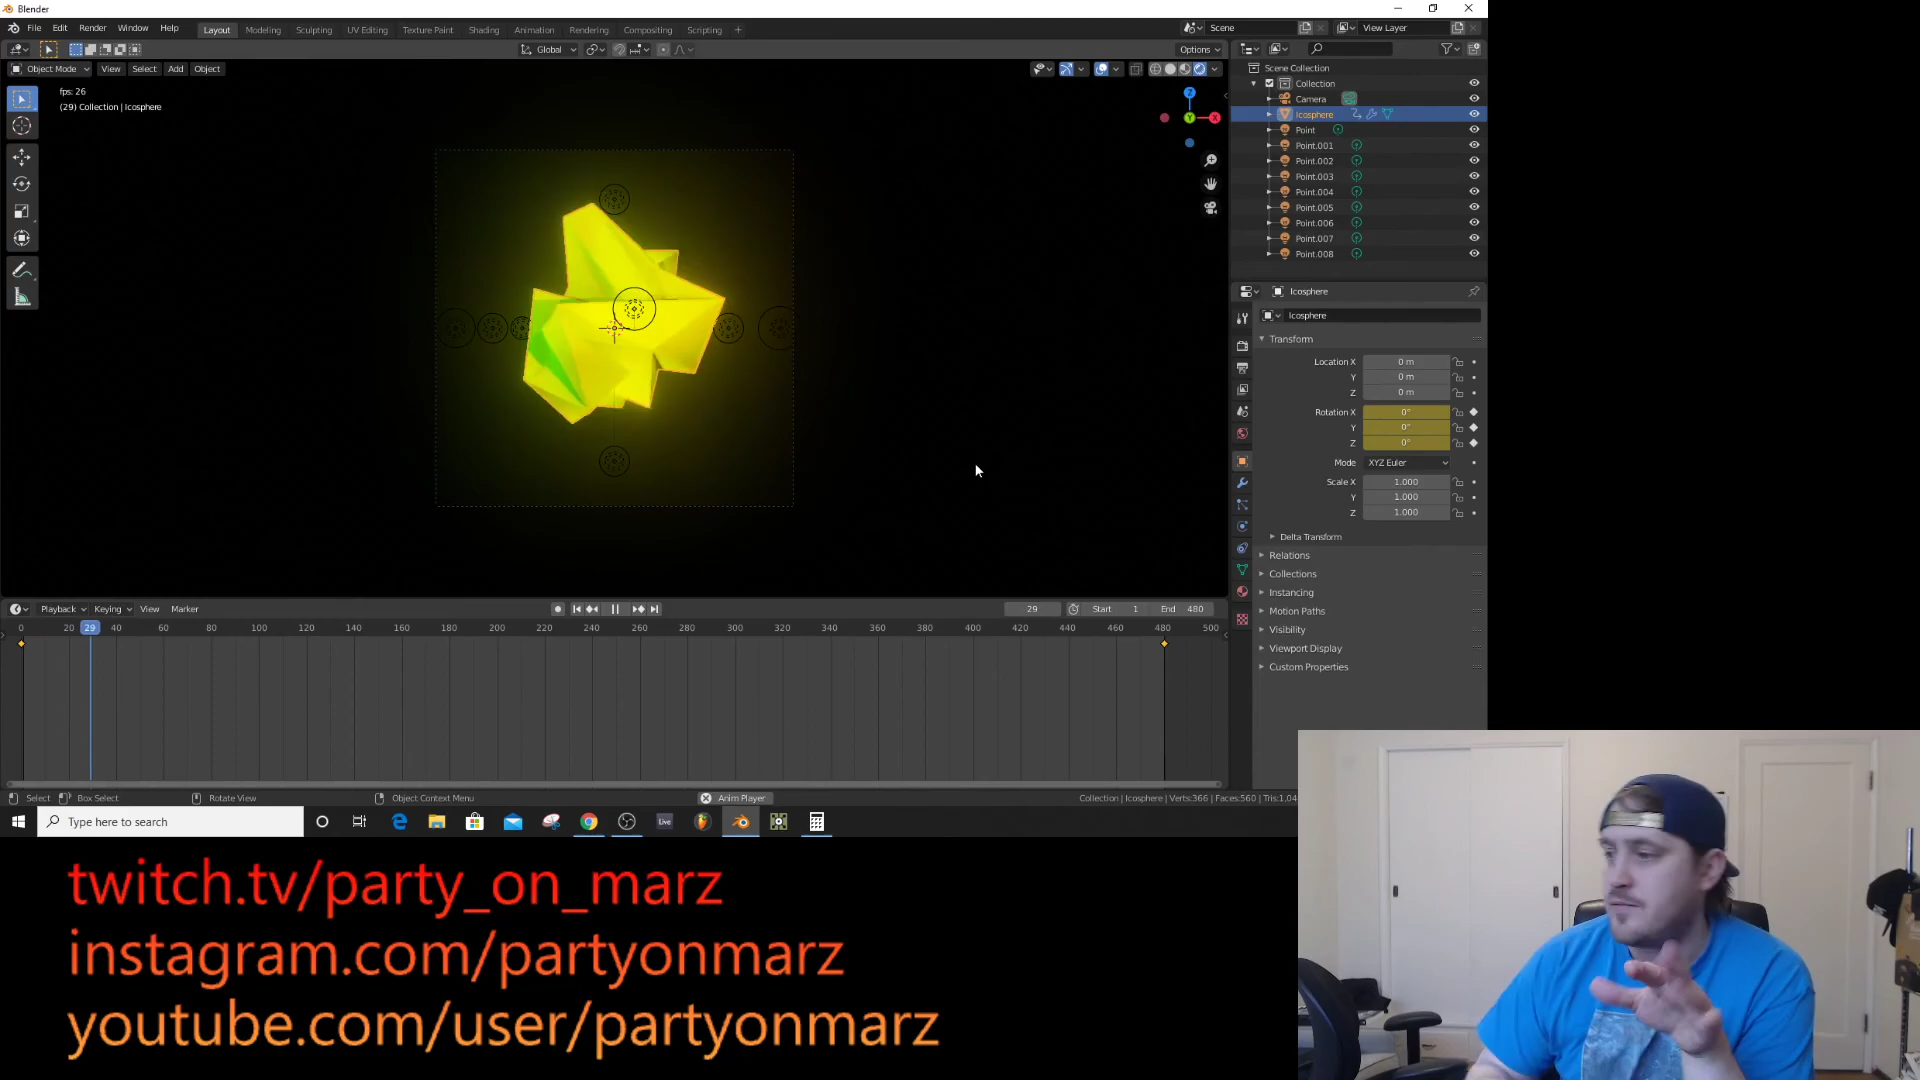 Blender
File Edit Render Window Help
Layout Modeling Sculpting UV Editing Texture Paint Shading Animation Rendering Compositing Scripting +
Scene
View Layer
Global
Options
Object Mode View Select Add Object
fps: 26
(29) Collection | Icosphere
Z
Y
X
Scene Collection
Collection
Camera
Icosphere
Point
Point.001
Point.002
Point.003
Point.004
Point.005
Point.006
Point.007
Point.008
Icosphere
Icosphere
Transform
Location X 0 m
Y 0 m
Z 0 m
Rotation X 0°
Y 0°
Z 0°
Mode XYZ Euler
Scale X 1.000
Y 1.000
Z 1.000
Delta Transform
Relations
Collections
Instancing
Motion Paths
Visibility
Viewport Display
Custom Properties
Playback Keying View Marker
29 Start 1 End 480
0 20 29 40 60 80 100 120 140 160 180 200 220 240 260 280 300 320 340 360 380 400 420 440 460 480 500
Select Box Select Rotate View Object Context Menu Anim Player
Collection | Icosphere | Verts:366 | Faces:560 | Tris:1,04
Type here to search
Live
twitch.tv/party_on_marz
instagram.com/partyonmarz
youtube.com/user/partyonmarz